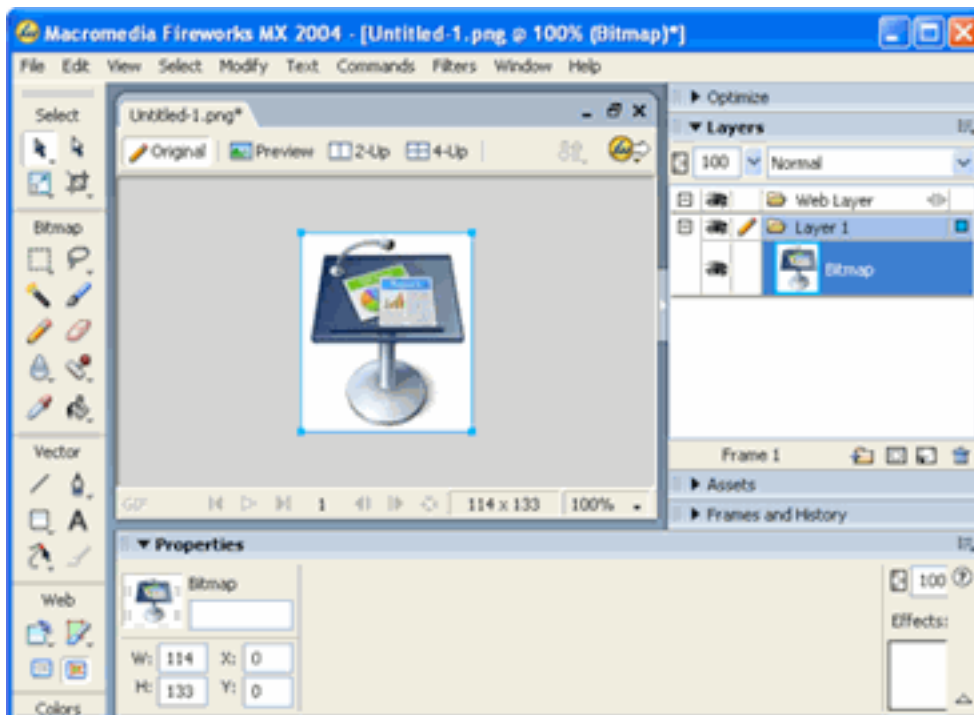 Macromedia Fireworks MX 2004 - [Untitled-1.png @ 100% (Bitmap)*]
File Edit View Select Modify Text Commands Filters Window Help
Select
Bitmap
Vector
Web
Colors
Untitled-1.png*
Original Preview 2-Up 4-Up
GIF 1 114 x 133 100%
Optimize
Layers
100 Normal
Web Layer
Layer 1
Bitmap
Frame 1
Assets
Frames and History
Properties
Bitmap
W: 114 X: 0
H: 133 Y: 0
100
Effects: